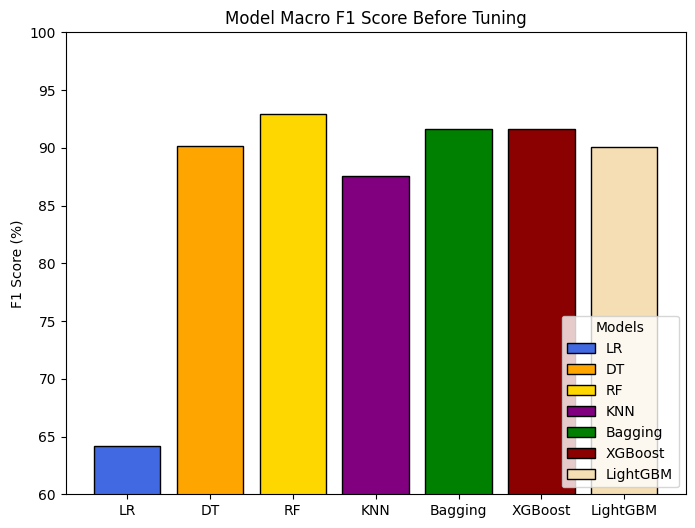 Model Macro F1 Score Before Tuning
F1 Score (%)
100
95
90
85
80
75
70
65
60
Models
LR
DT
RF
KNN
Bagging
XGBoost
LightGBM
LR DT RF KNN Bagging XGBoost LightGBM